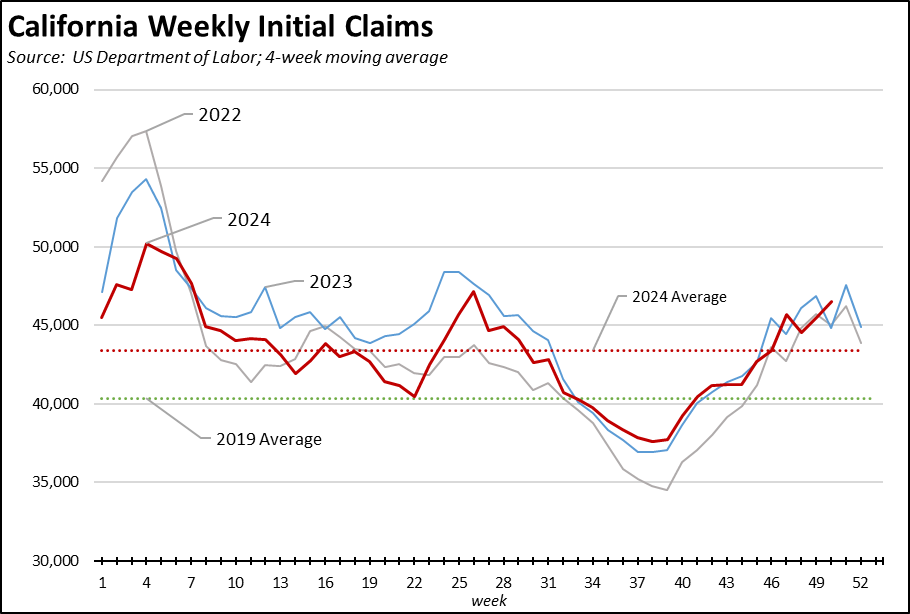 California Weekly Initial Claims
Source:  US Department of Labor; 4-week moving average
60,000
2022
55,000
2024
50,000
2023
2024 Average
45,000
40,000
2019 Average
35,000
30,000
1 4 7 10 13 16 19 22 25 28 31 34 37 40 43 46 49 52
week